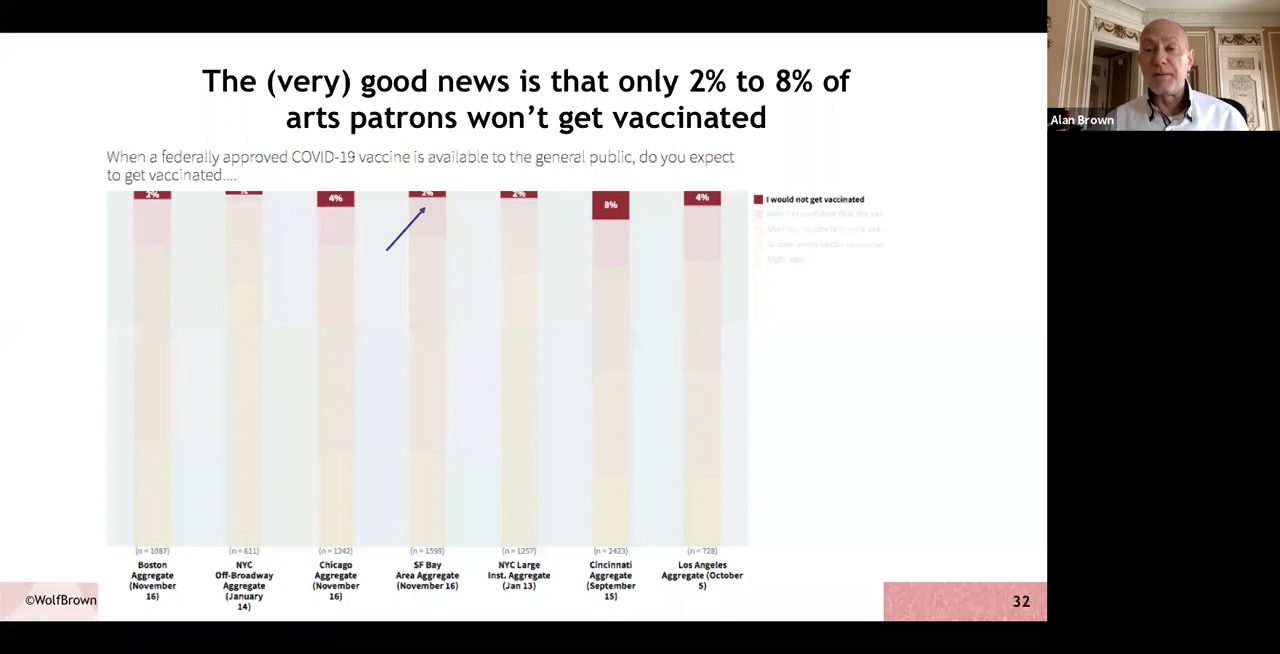 The (very) good news is that only 2% to 8% of
arts patrons won't get vaccinated
When a federally approved COVID-19 vaccine is available to the general public, do you expect
to get vaccinated....
2%
4%
2%
2%
8%
4%
I would not get vaccinated
(n = 1087)
(n = 611)
(n = 1242)
(n = 1599)
(n = 1257)
(n = 2423)
(n = 728)
Boston
Aggregate
(November
16)
NYC
Off-Broadway
Aggregate
(January
14)
Chicago
Aggregate
(November
16)
SF Bay
Area Aggregate
(November 16)
NYC Large
Inst. Aggregate
(Jan 13)
Cincinnati
Aggregate
(September
15)
Los Angeles
Aggregate (October
5)
©WolfBrown
32
Alan Brown